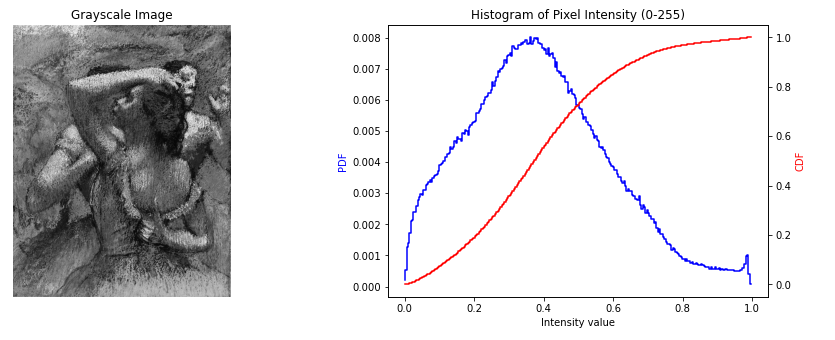 Grayscale Image
Histogram of Pixel Intensity (0-255)
0.008
0.007
0.006
0.005
0.004
0.003
0.002
0.001
0.000
PDF
1.0
0.8
0.6
0.4
0.2
0.0
CDF
0.0 0.2 0.4 0.6 0.8 1.0
Intensity value